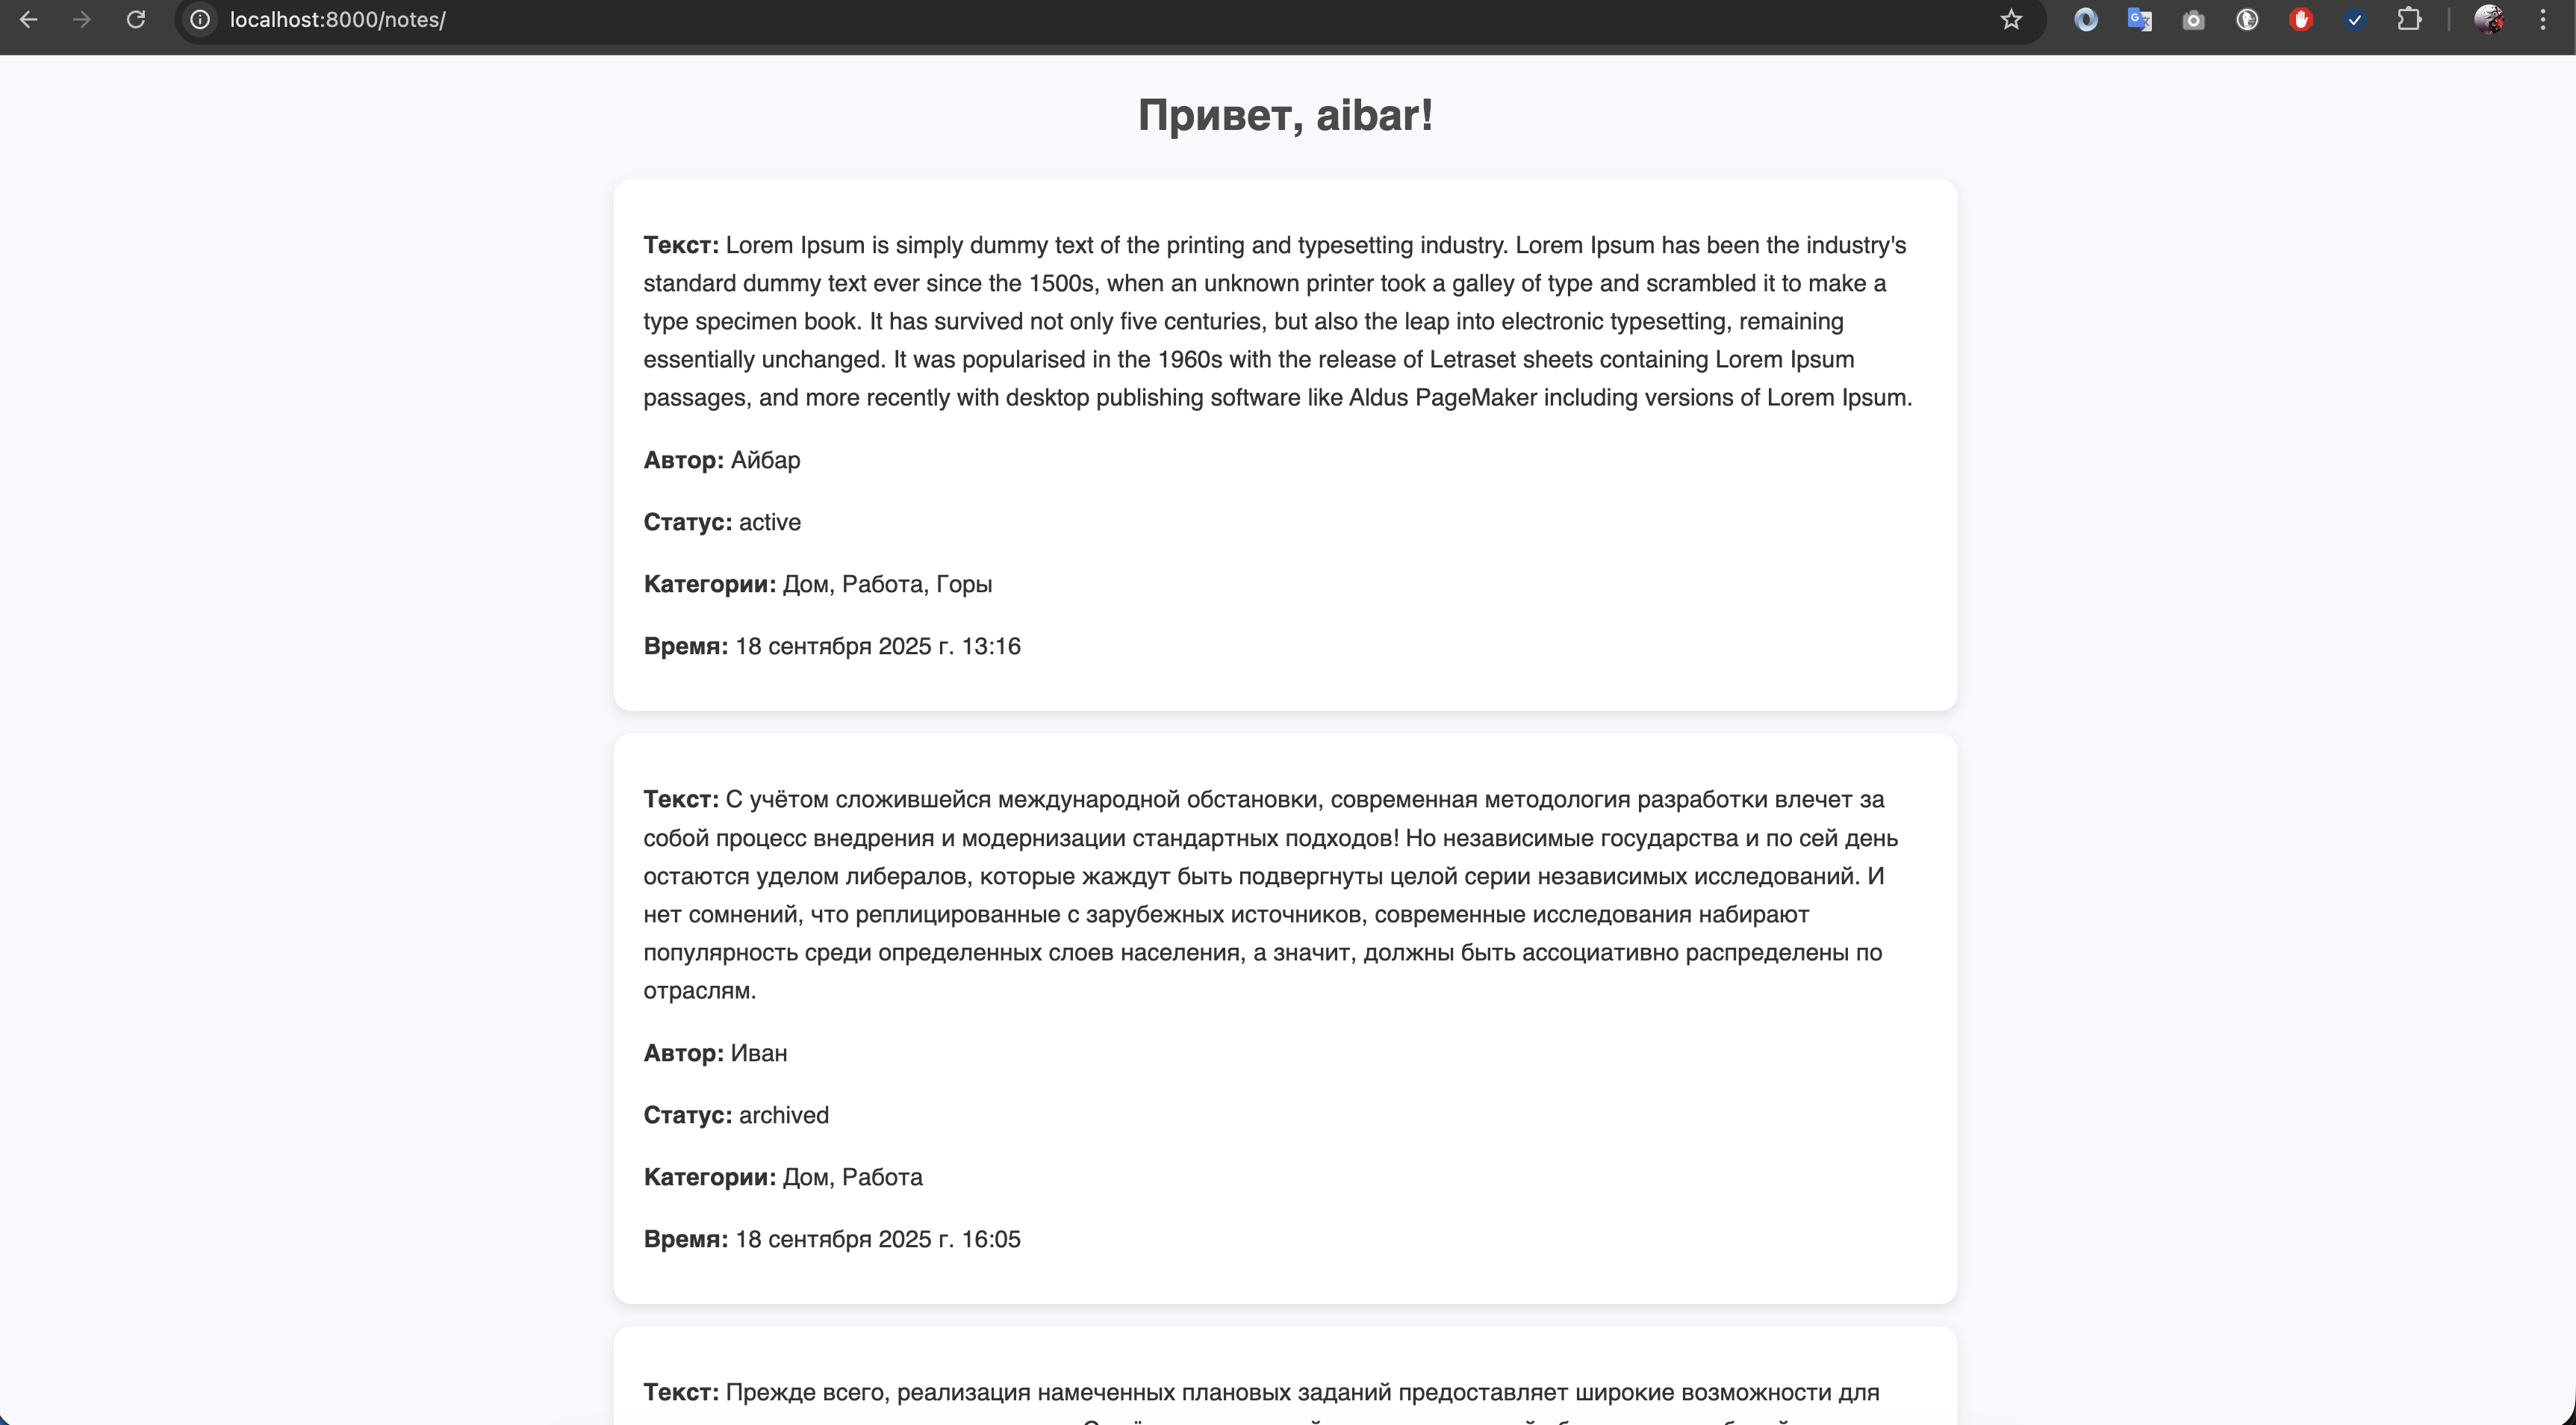 localhost:8000/notes/
Привет, aibar!
Текст: Lorem Ipsum is simply dummy text of the printing and typesetting industry. Lorem Ipsum has been the industry's
standard dummy text ever since the 1500s, when an unknown printer took a galley of type and scrambled it to make a
type specimen book. It has survived not only five centuries, but also the leap into electronic typesetting, remaining
essentially unchanged. It was popularised in the 1960s with the release of Letraset sheets containing Lorem Ipsum
passages, and more recently with desktop publishing software like Aldus PageMaker including versions of Lorem Ipsum.
Автор: Айбар
Статус: active
Категории: Дом, Работа, Горы
Время: 18 сентября 2025 г. 13:16
Текст: С учётом сложившейся международной обстановки, современная методология разработки влечет за
собой процесс внедрения и модернизации стандартных подходов! Но независимые государства и по сей день
остаются уделом либералов, которые жаждут быть подвергнуты целой серии независимых исследований. И
нет сомнений, что реплицированные с зарубежных источников, современные исследования набирают
популярность среди определенных слоев населения, а значит, должны быть ассоциативно распределены по
отраслям.
Автор: Иван
Статус: archived
Категории: Дом, Работа
Время: 18 сентября 2025 г. 16:05
Текст: Прежде всего, реализация намеченных плановых заданий предоставляет широкие возможности для